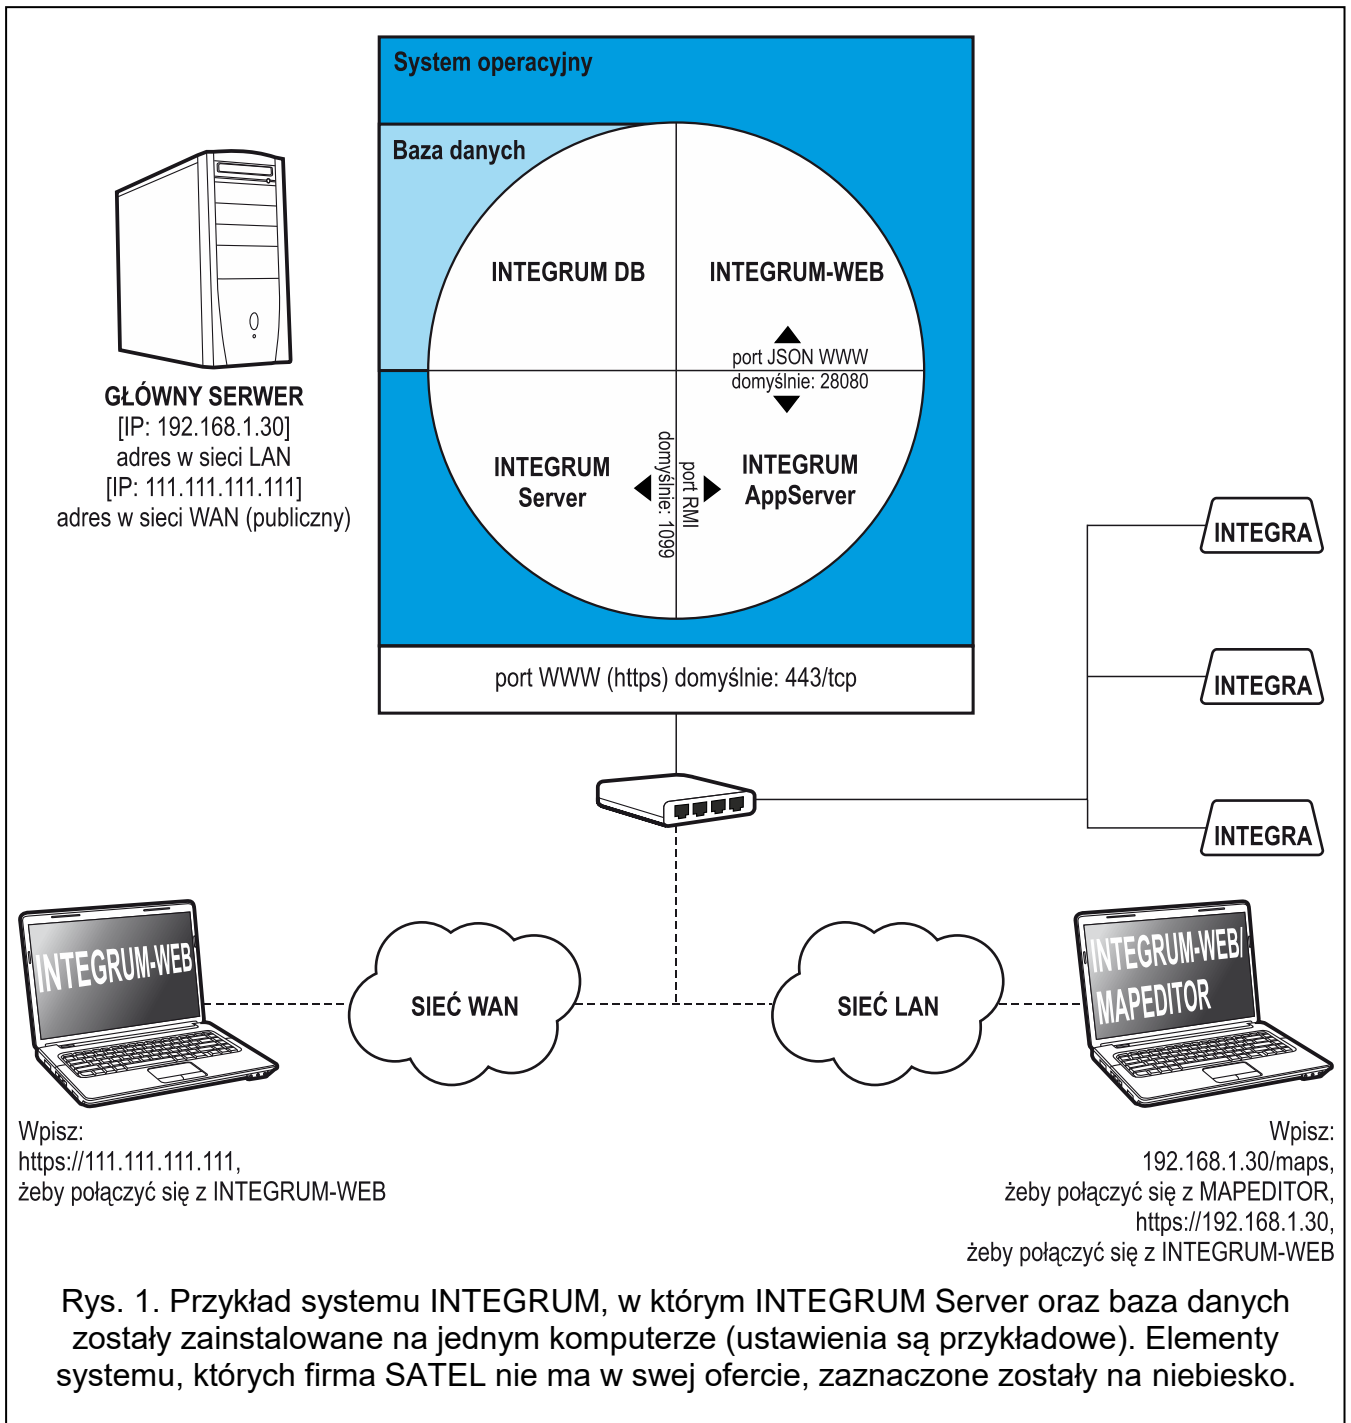 System operacyjny
Baza danych
INTEGRUM DB
INTEGRUM-WEB
port JSON WWW
domyślnie: 28080
GŁÓWNY SERWER
[IP: 192.168.1.30]
adres w sieci LAN
[IP: 111.111.111.111]
adres w sieci WAN (publiczny)
INTEGRUM
Server
port RMI
domyślnie: 1099
INTEGRUM
AppServer
INTEGRA
INTEGRA
INTEGRA
port WWW (https) domyślnie: 443/tcp
INTEGRUM-WEB
SIEĆ WAN
SIEĆ LAN
INTEGRUM-WEB/
MAPEDITOR
Wpisz:
https://111.111.111.111,
żeby połączyć się z INTEGRUM-WEB
Wpisz:
192.168.1.30/maps,
żeby połączyć się z MAPEDITOR,
https://192.168.1.30,
żeby połączyć się z INTEGRUM-WEB
Rys. 1. Przykład systemu INTEGRUM, w którym INTEGRUM Server oraz baza danych
zostały zainstalowane na jednym komputerze (ustawienia są przykładowe). Elementy
systemu, których firma SATEL nie ma w swej ofercie, zaznaczone zostały na niebiesko.